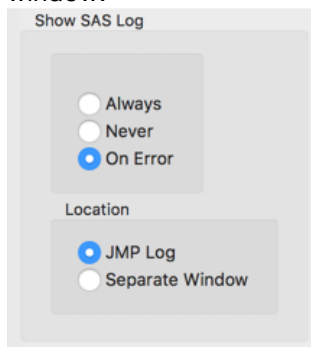 Show SAS Log
Always
Never
On Error
Location
JMP Log
Separate Window